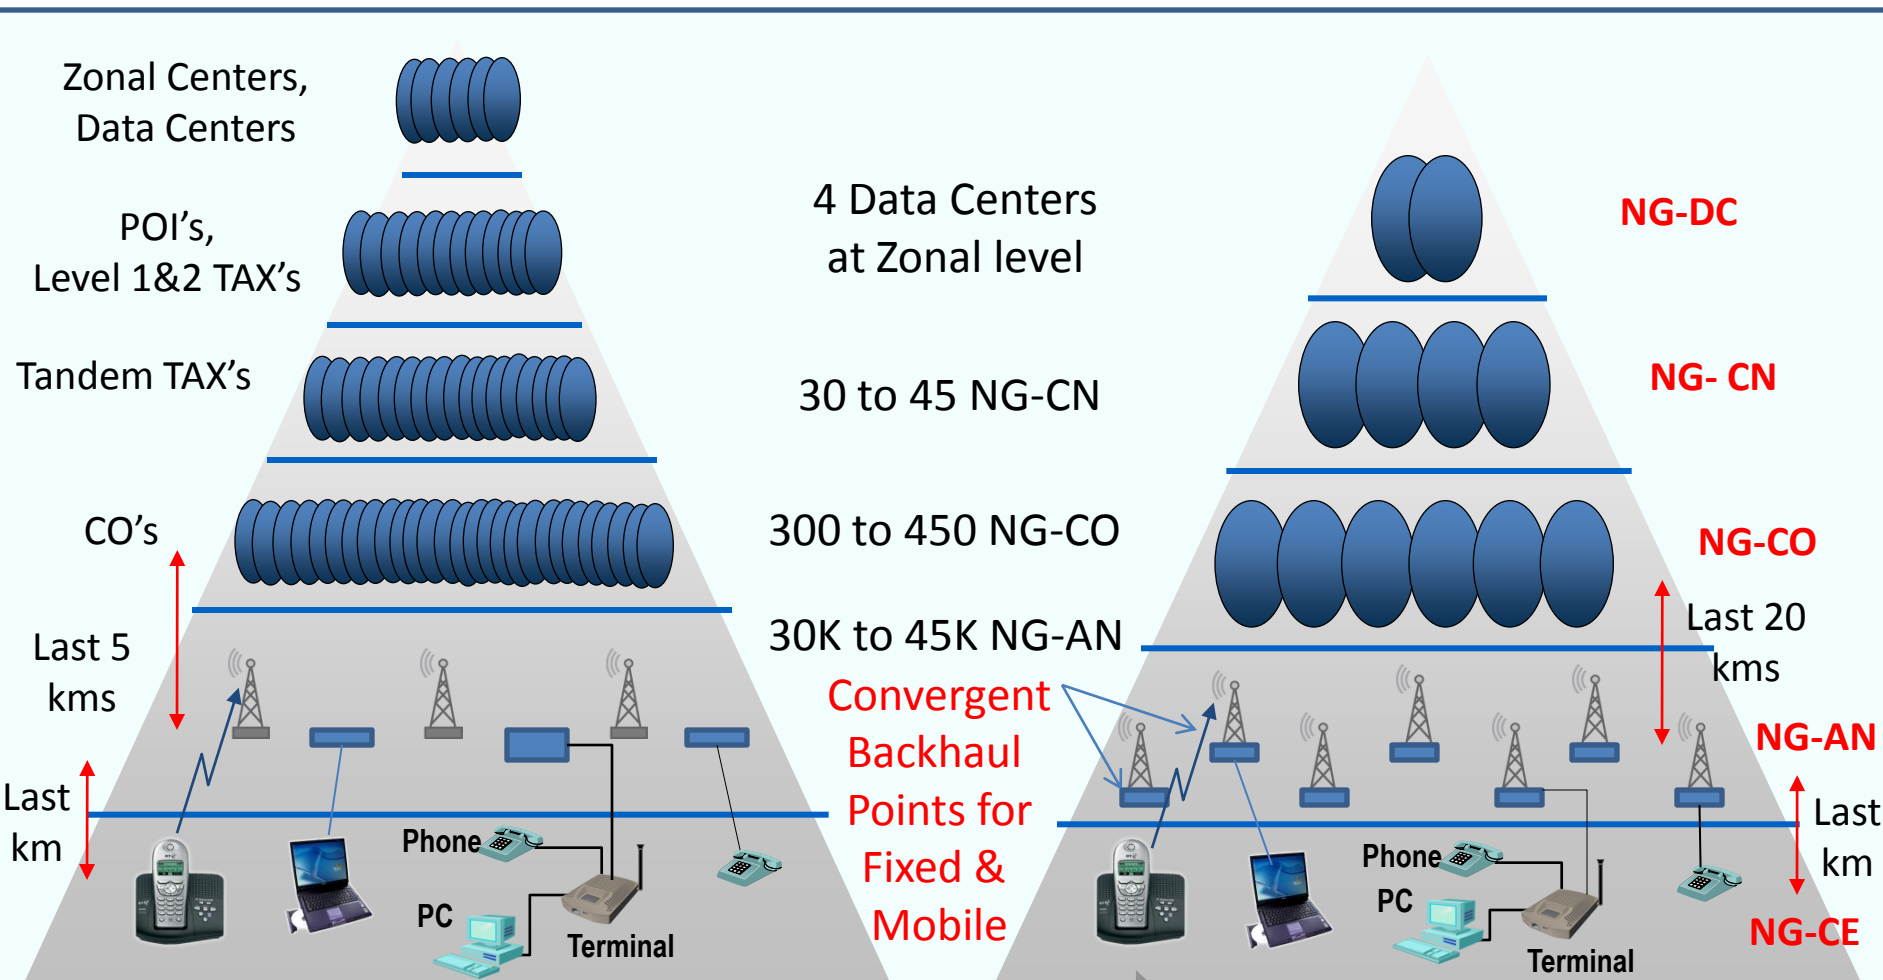 Zonal Centers,
Data Centers
POI's,
Level 1&2 TAX's
Tandem TAX's
CO's
Last 5
kms
Last
km
Phone
PC
Terminal
4 Data Centers
at Zonal level
30 to 45 NG-CN
300 to 450 NG-CO
30K to 45K NG-AN
Convergent
Backhaul
Points for
Fixed &
Mobile
NG-DC
NG- CN
NG-CO
Last 20
kms
NG-AN
Last
km
Phone
PC
Terminal
NG-CE